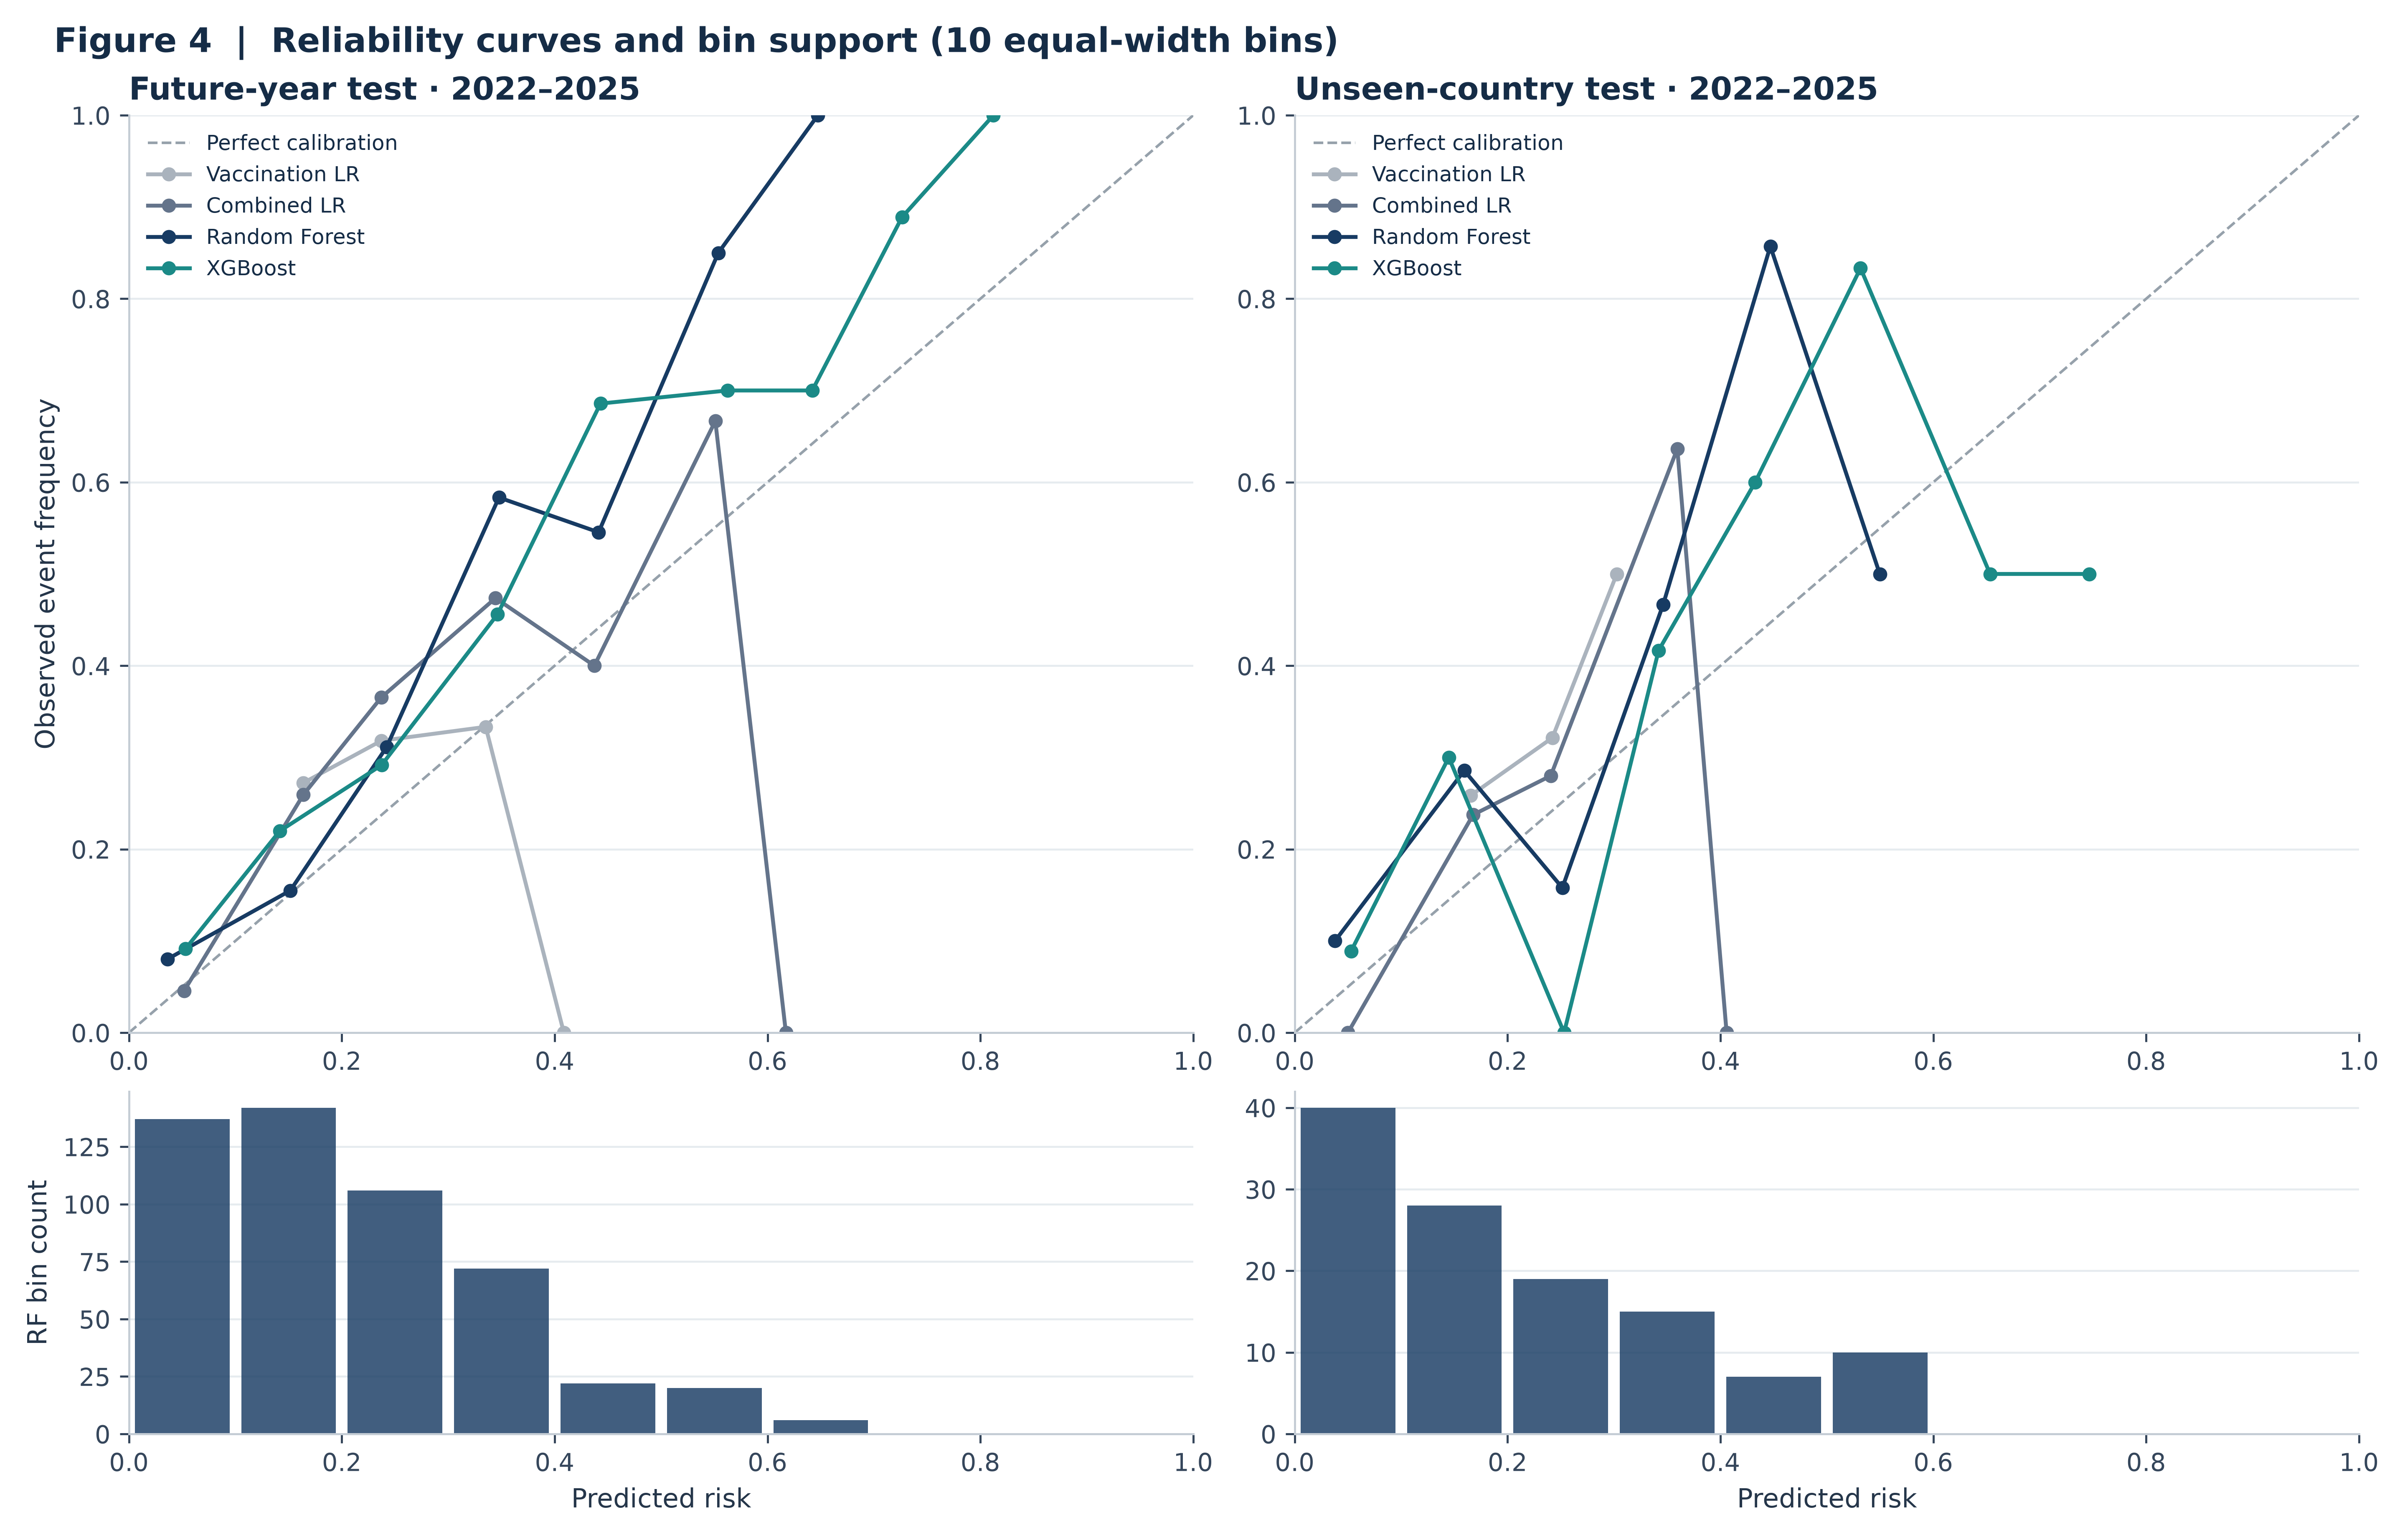 Figure 4 | Reliability curves and bin support (10 equal-width bins)
Future-year test · 2022–2025
Observed event frequency
1.0
0.8
0.6
0.4
0.2
0.0
Perfect calibration
Vaccination LR
Combined LR
Random Forest
XGBoost
0.0 0.2 0.4 0.6 0.8 1.0
Unseen-country test · 2022–2025
1.0
0.8
0.6
0.4
0.2
0.0
Perfect calibration
Vaccination LR
Combined LR
Random Forest
XGBoost
0.0 0.2 0.4 0.6 0.8 1.0
RF bin count
125
100
75
50
25
0
0.0 0.2 0.4 0.6 0.8 1.0
Predicted risk
40
30
20
10
0
0.0 0.2 0.4 0.6 0.8 1.0
Predicted risk